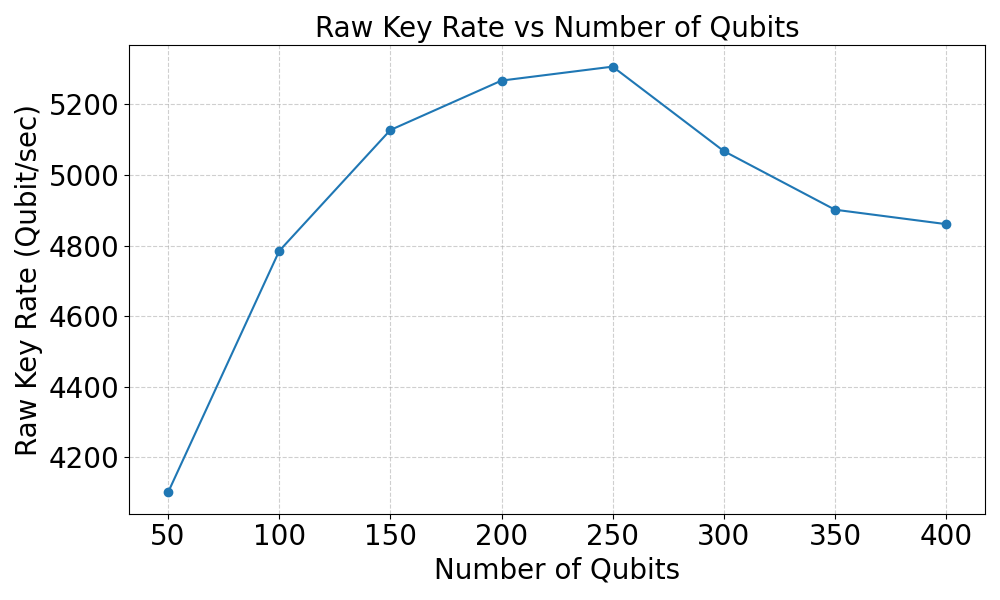 Raw Key Rate vs Number of Qubits
Raw Key Rate (Qubit/sec)
5200
5000
4800
4600
4400
4200
50 100 150 200 250 300 350 400
Number of Qubits